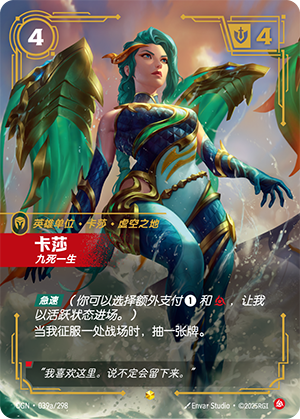 4
4
英雄单位·卡莎·虚空之地
卡莎
九死一生
急速 （你可以选择额外支付1和 ，让我
以活跃状态进场。）
当我征服一处战场时，抽一张牌。
“我喜欢这里。说不定会留下来。”
OGN · 039a/298
Envar Studio · ©2025RGI